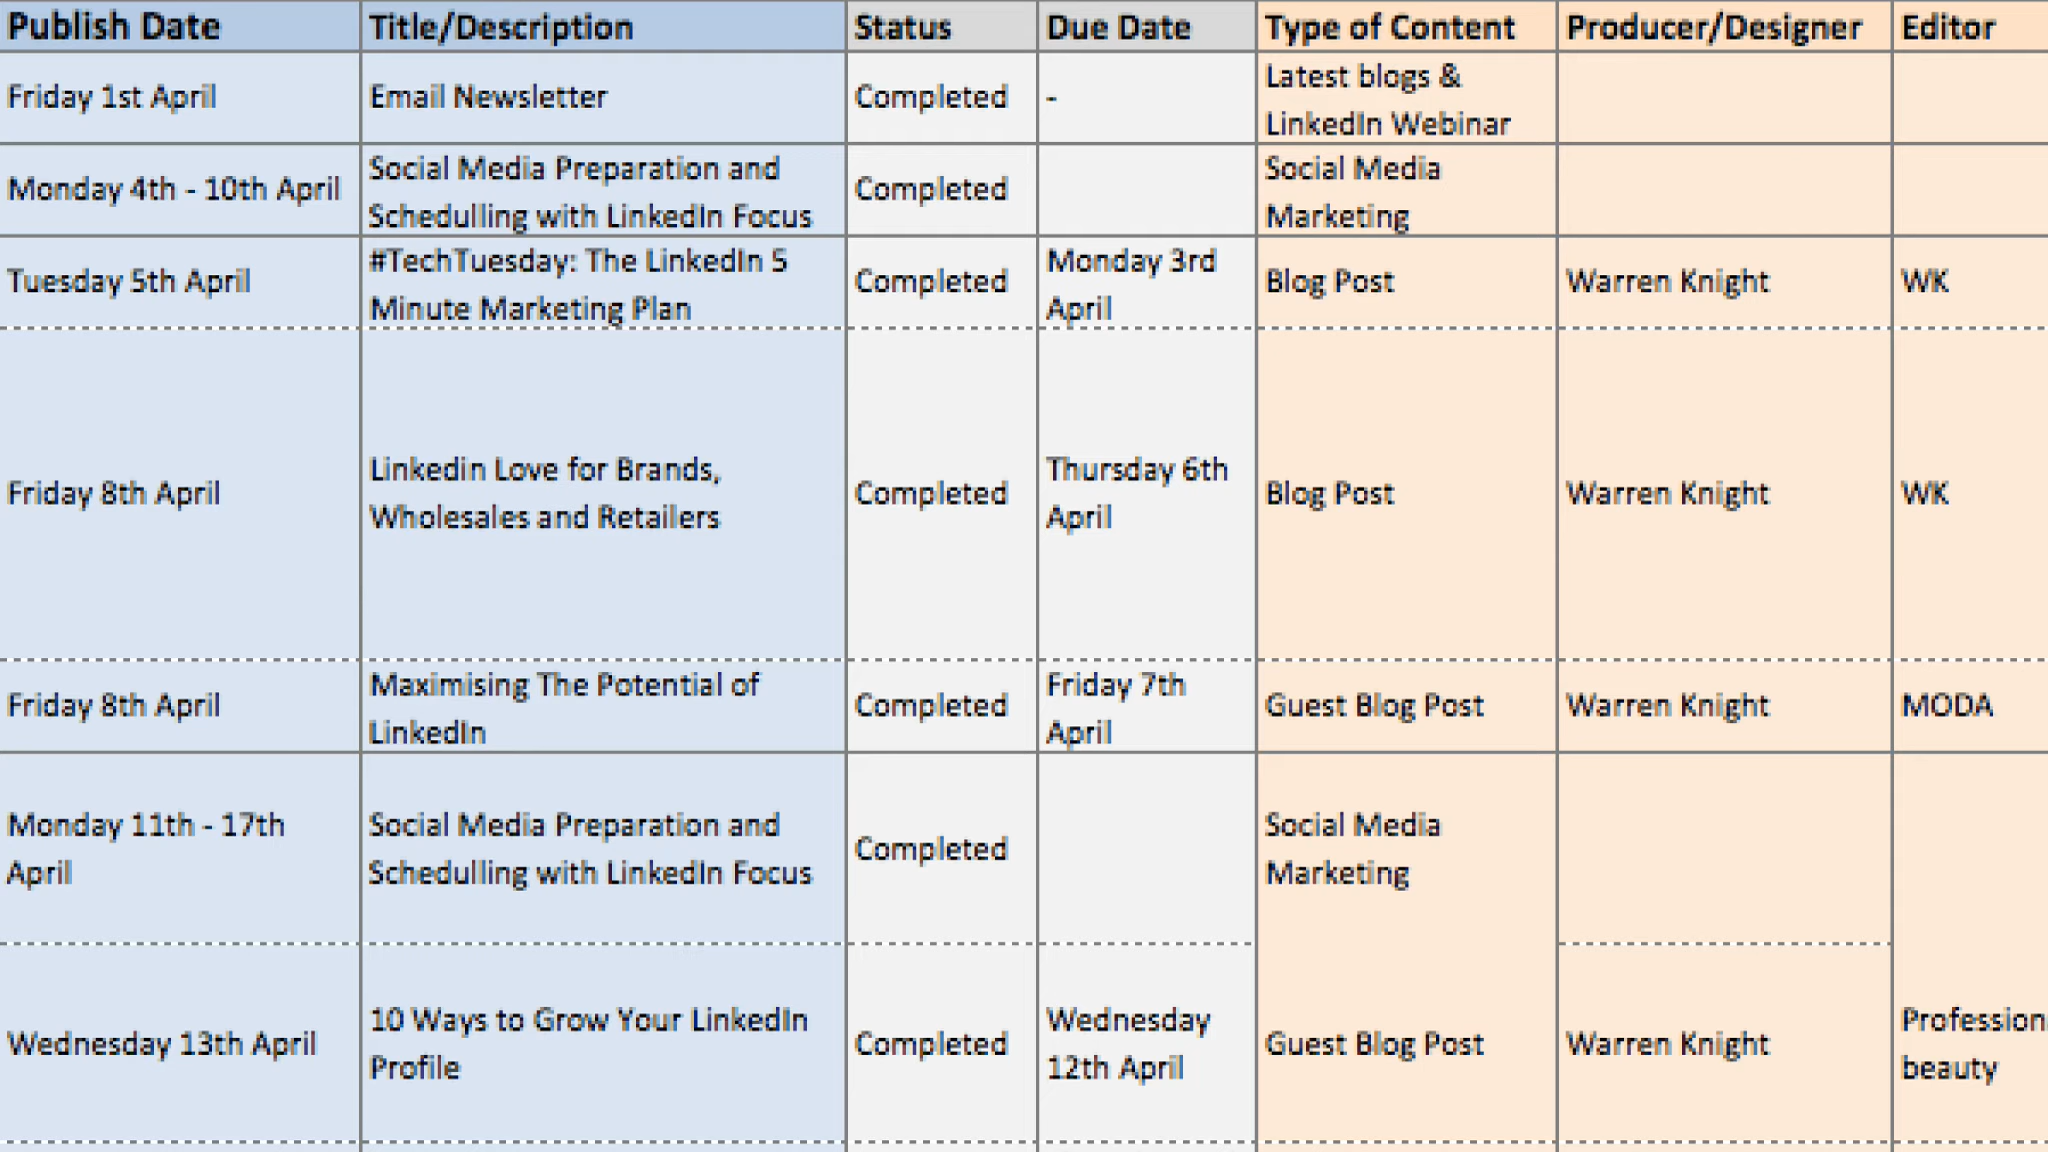 Publish Date Title/Description Status Due Date Type of Content Producer/Designer Editor
Friday 1st April Email Newsletter Completed - Latest blogs &
LinkedIn Webinar
Monday 4th - 10th April Social Media Preparation and Completed Social Media
Schedulling with LinkedIn Focus Marketing
Tuesday 5th April #TechTuesday: The LinkedIn 5 Completed Monday 3rd Blog Post Warren Knight WK
Minute Marketing Plan April
Friday 8th April Linkedin Love for Brands, Completed Thursday 6th Blog Post Warren Knight WK
Wholesales and Retailers April
Friday 8th April Maximising The Potential of Completed Friday 7th Guest Blog Post Warren Knight MODA
LinkedIn April
Monday 11th - 17th Social Media Preparation and Completed Social Media
April Schedulling with LinkedIn Focus Marketing
Wednesday 13th April 10 Ways to Grow Your LinkedIn Completed Wednesday Guest Blog Post Warren Knight Profession
Profile 12th April beauty